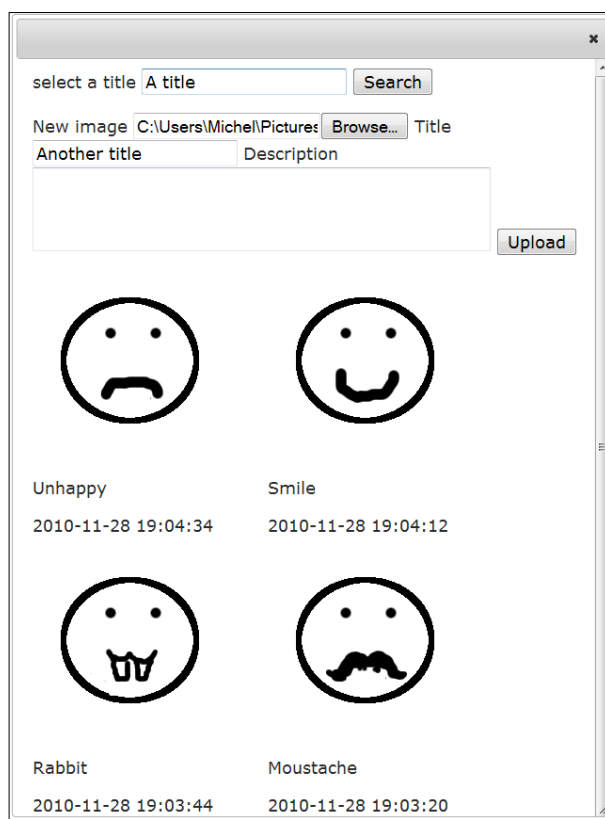 select a title A title Search
New image C:\Users\Michel\Pictures Browse... Title
Another title Description
Upload
Unhappy Smile
2010-11-28 19:04:34 2010-11-28 19:04:12
Rabbit Moustache
2010-11-28 19:03:44 2010-11-28 19:03:20